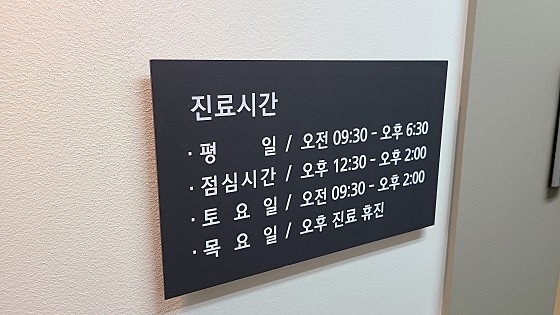 진료시간
· 평 일 / 오전 09:30 - 오후 6:30
· 점심시간 / 오후 12:30 - 오후 2:00
· 토 요 일 / 오전 09:30 - 오후 2:00
· 목 요 일 / 오후 진료 휴진